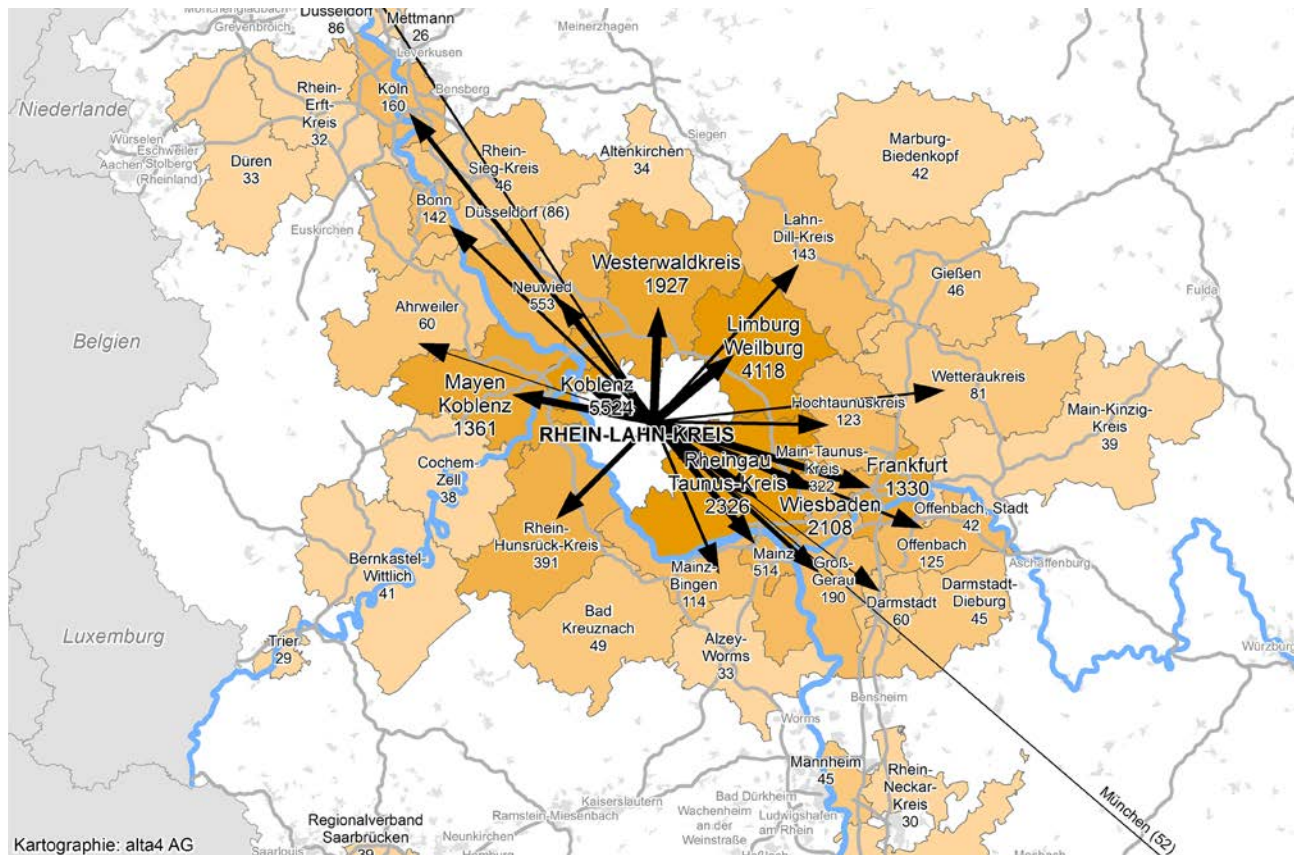 Mönchengladbach
Grevenbroich
Düsseldorf
86
Mettmann
26
Leverkusen
Meinerzhagen
Köln
160
Bensberg
Niederlande
Rhein-
Erft-
Kreis
32
Würselen
Eschweiler
Aachen
Stolberg
(Rheinland)
Düren
33
Rhein-
Sieg-Kreis
46
Altenkirchen
34
Siegen
Marburg-
Biedenkopf
42
Bonn
142
Düsseldorf (86)
Euskirchen
Lahn-
Dill-Kreis
143
Gießen
46
Fulda
Westerwaldkreis
1927
Neuwied
553
Ahrweiler
60
Belgien
Limburg
Weilburg
4118
Mayen
Koblenz
1361
Koblenz
5524
RHEIN-LAHN-KREIS
Hochtaunuskreis
123
Wetteraukreis
81
Main-Kinzig-
Kreis
39
Main-Taunus-
Kreis
322
Frankfurt
1330
Rheingau
Taunus-Kreis
2326
Wiesbaden
2108
Cochem-
Zell
38
Offenbach, Stadt
42
Offenbach
125
Aschaffenburg
Rhein-
Hunsrück-Kreis
391
Mainz
514
Mainz-
Bingen
114
Groß-
Gerau
190
Darmstadt
60
Darmstadt-
Dieburg
45
Bernkastel-
Wittlich
41
Luxemburg
Trier
29
Bad
Kreuznach
49
Alzey-
Worms
33
Würzburg
Bensheim
Worms
Mannheim
45
Rhein-
Neckar-
Kreis
30
München (52)
Kaiserslautern
Ramstein-Miesenbach
Bad Dürkheim
Wachenheim
an der
Weinstraße
Ludwigshafen
am Rhein
Haßloch
Mosbach
Regionalverband
Saarbrücken
39
Neunkirchen
Homburg
Saarlouis
Kartographie: alta4 AG